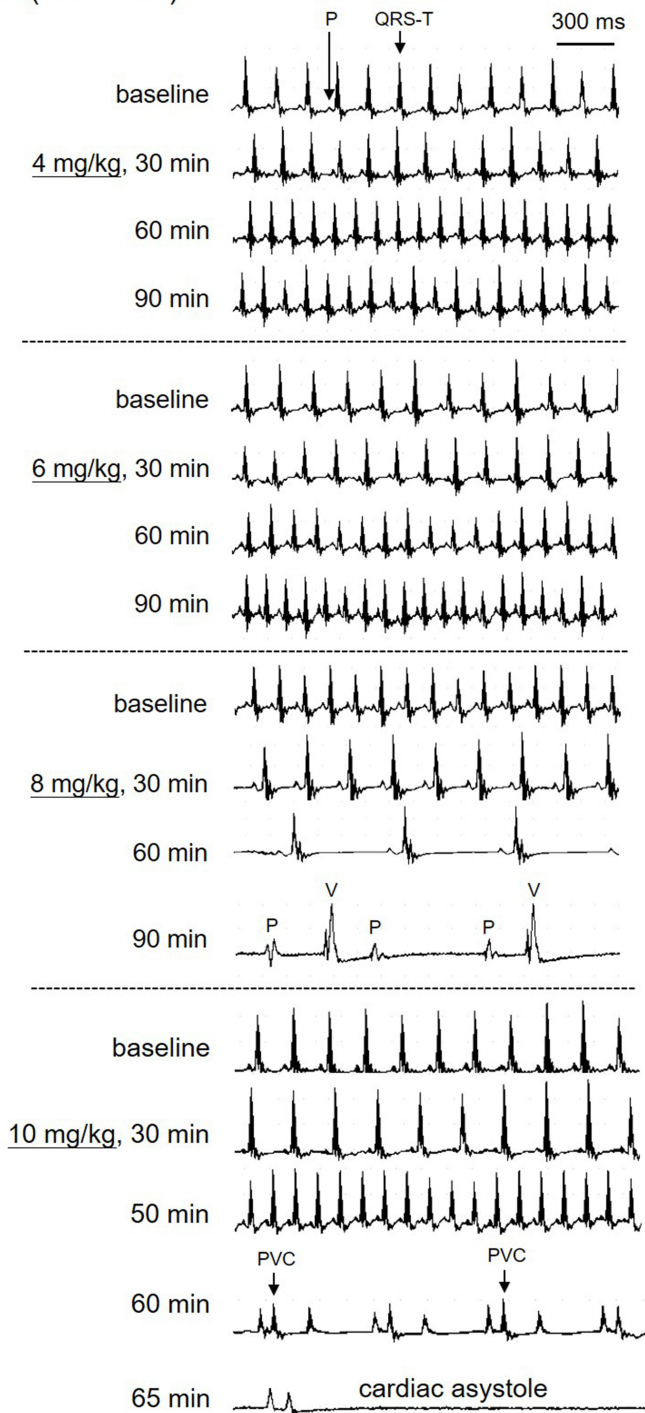 P QRS-T 300 ms
baseline
4 mg/kg, 30 min
60 min
90 min
baseline
6 mg/kg, 30 min
60 min
90 min
baseline
8 mg/kg, 30 min
60 min
V V
P P P
90 min
baseline
10 mg/kg, 30 min
50 min
PVC PVC
60 min
cardiac asystole
65 min